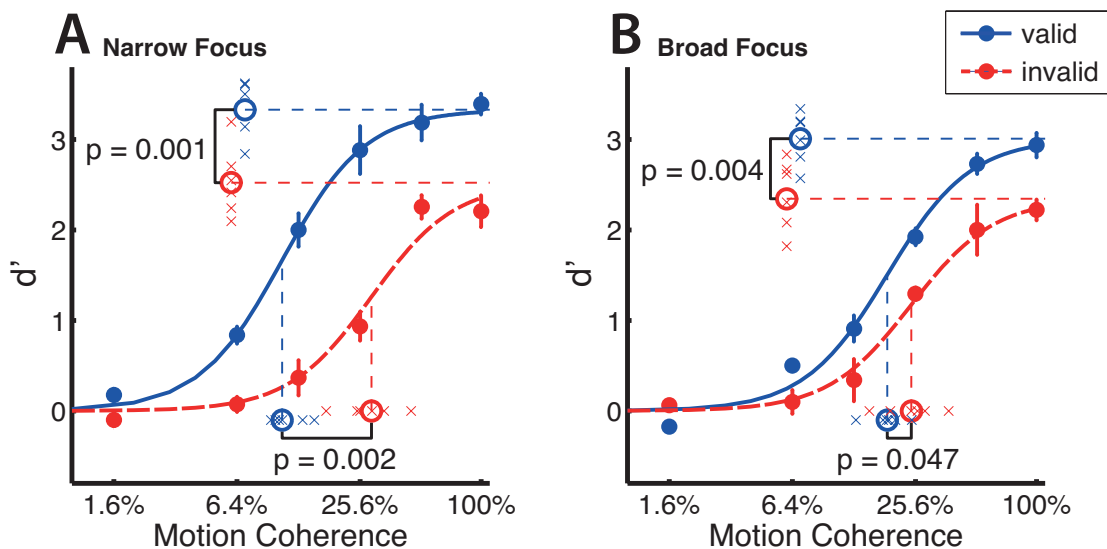 A Narrow Focus
d'
3
2
1
0
p = 0.001
p = 0.002
1.6%
6.4%
25.6%
100%
Motion Coherence
B Broad Focus
valid
invalid
d'
3
2
1
0
p = 0.004
p = 0.047
1.6%
6.4%
25.6%
100%
Motion Coherence